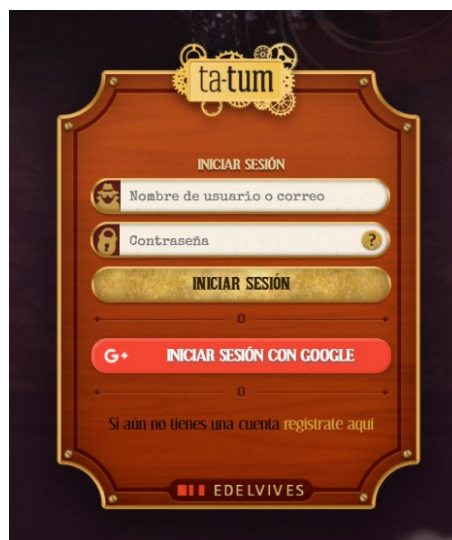 ta-tum
INICIAR SESIÓN
Nombre de usuario o correo
Contraseña ?
INICIAR SESIÓN
O
G+ INICIAR SESIÓN CON GOOGLE
O
Si aún no tienes una cuenta regístrate aquí
EDELVIVES